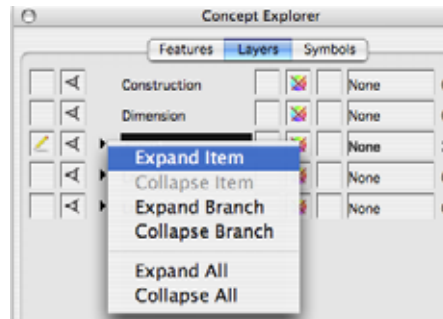 Concept Explorer
Features Layers Symbols
Construction None
Dimension None
None
None
None
Expand Item
Collapse Item
Expand Branch
Collapse Branch
Expand All
Collapse All